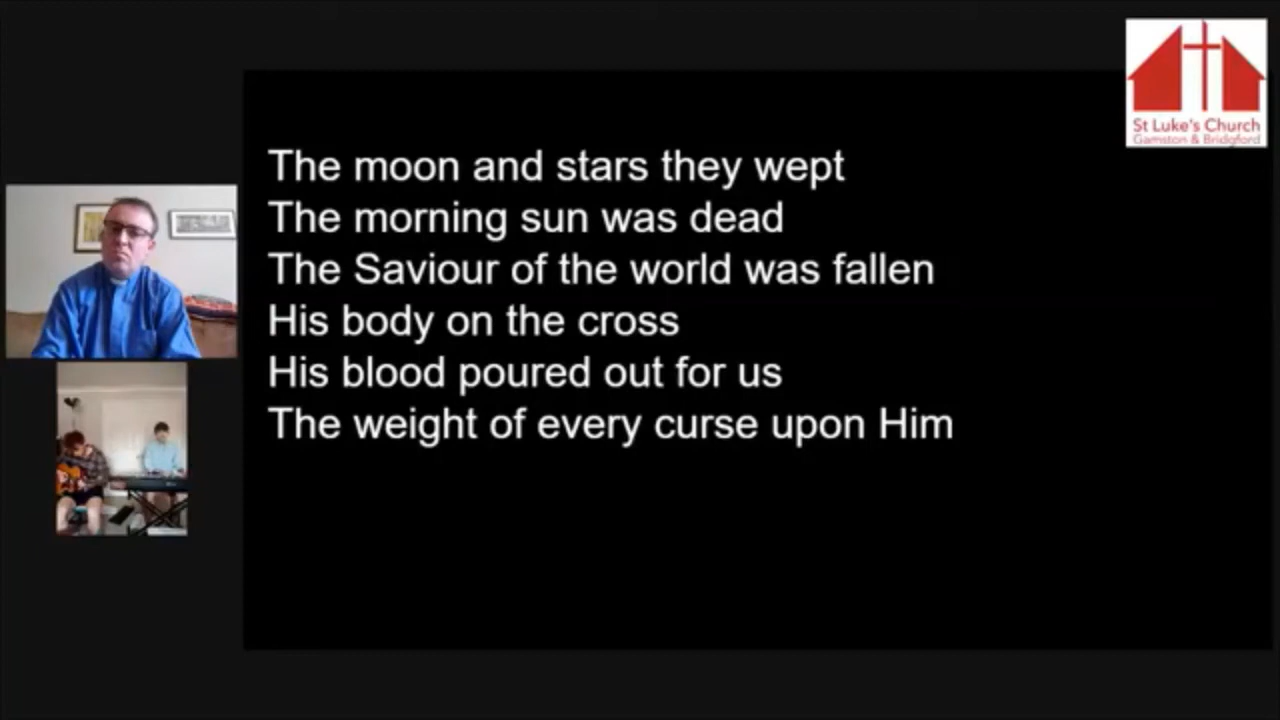 St Luke's Church
Gamston & Bridgford
The moon and stars they wept
The morning sun was dead
The Saviour of the world was fallen
His body on the cross
His blood poured out for us
The weight of every curse upon Him